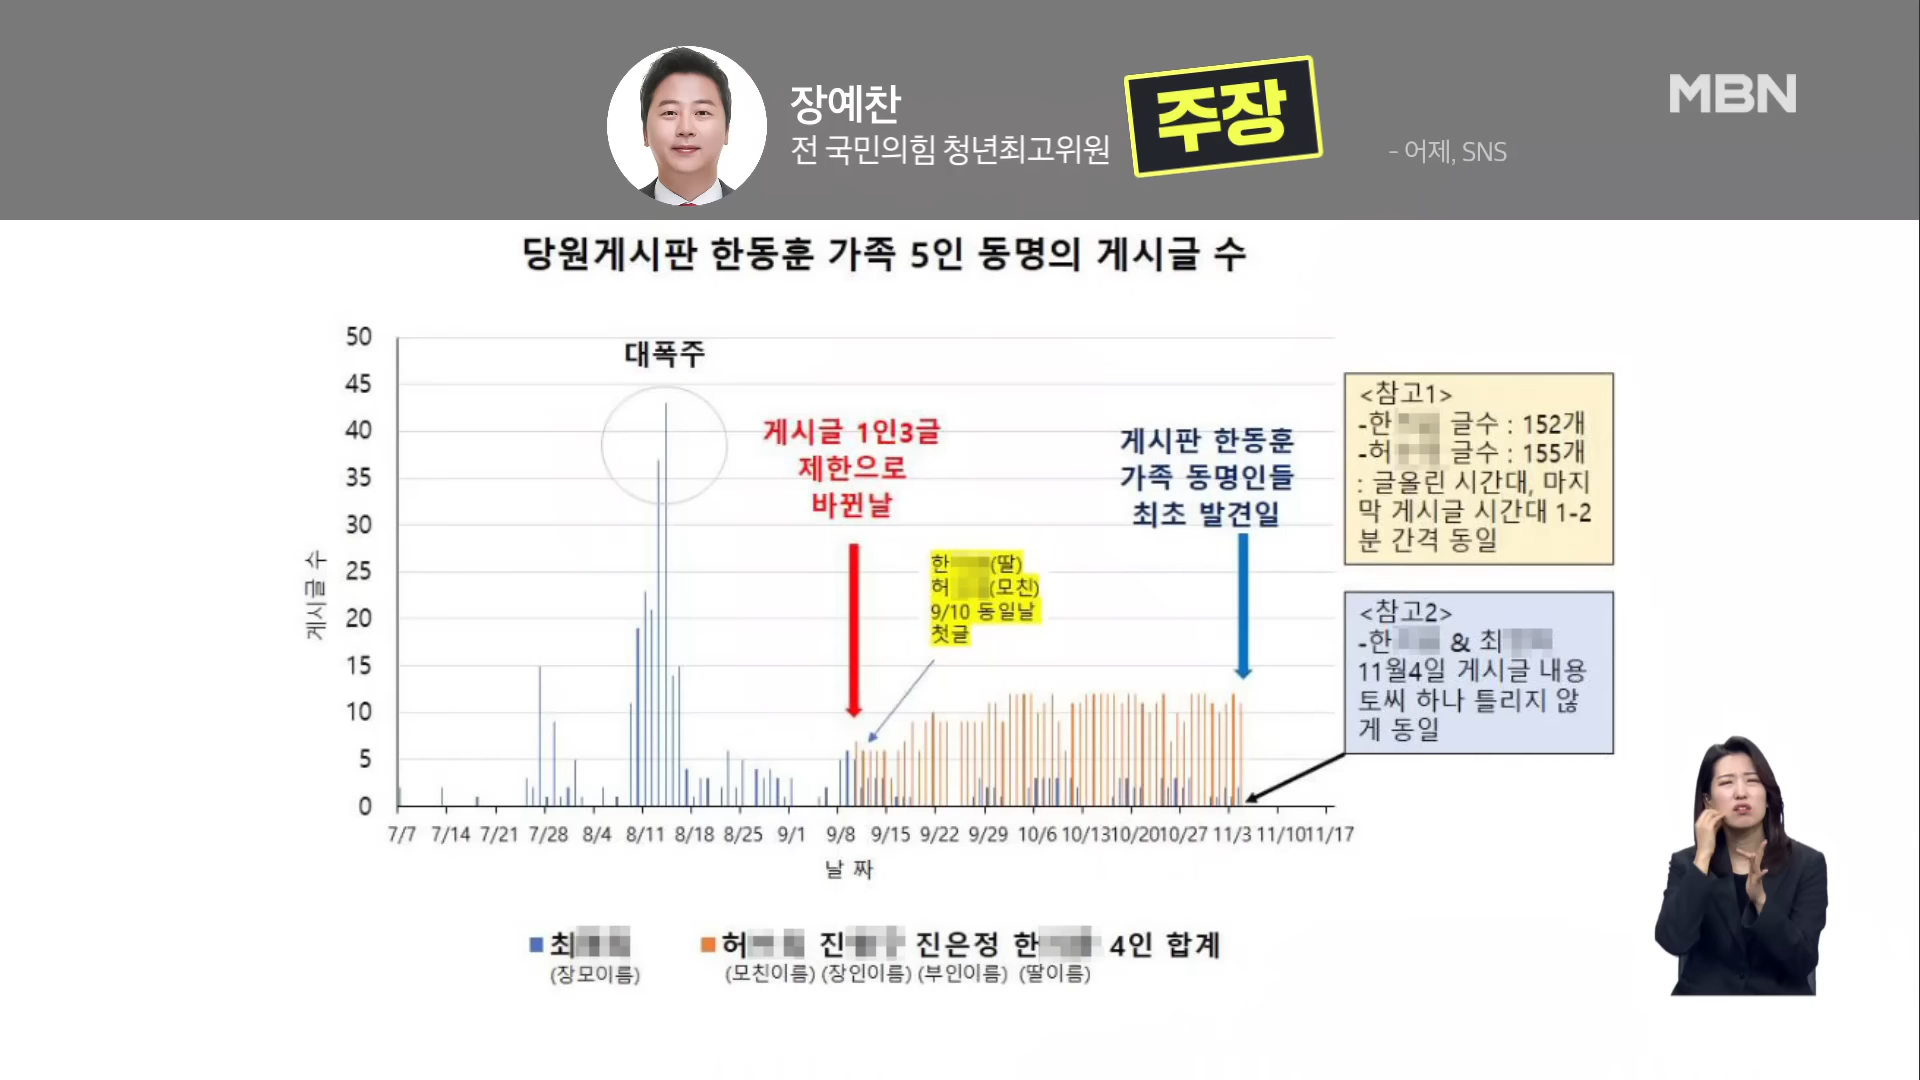 장예찬
전 국민의힘 청년최고위원
주장
- 어제, SNS
MBN
당원게시판 한동훈 가족 5인 동명의 게시글 수
대폭주
게시글 1인3글
제한으로
바뀐날
게시판 한동훈
가족 동명인들
최초 발견일
한 (딸)
허 (모친)
9/10 동일날
첫글
<참고1>
-한 글수 : 152개
-허 글수 : 155개
: 글올린 시간대, 마지
막 게시글 시간대 1-2
분 간격 동일
<참고2>
-한 & 최
11월4일 게시글 내용
토씨 하나 틀리지 않
게 동일
게시글 수
50
45
40
35
30
25
20
15
10
5
0
7/7 7/14 7/21 7/28 8/4 8/11 8/18 8/25 9/1 9/8 9/15 9/22 9/29 10/6 10/13 10/20 10/27 11/3 11/10 11/17
날 짜
최 허 진 진은정 한 4인 합계
(장모이름) (모친이름) (장인이름) (부인이름) (딸이름)